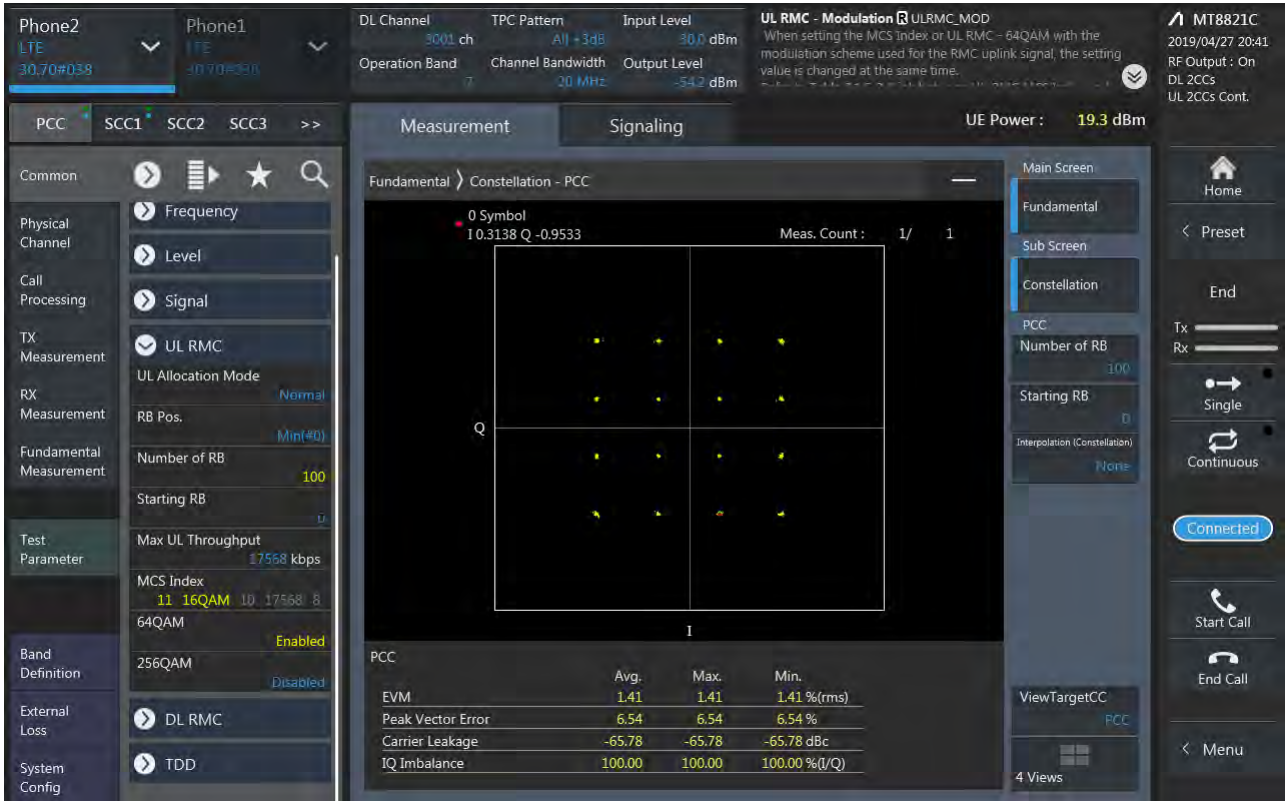 Phone2
LTE
30.70#038
Phone1
LTE
30.70#038
DL Channel
3001 ch
Operation Band
7
TPC Pattern
All +3dB
Channel Bandwidth
20 MHz
Input Level
30.0 dBm
Output Level
-54.2 dBm
UL RMC - Modulation R ULRMC_MOD
When setting the MCS Index or UL RMC - 64QAM with the
modulation scheme used for the RMC uplink signal, the setting
value is changed at the same time.
MT8821C
2019/04/27 20:41
RF Output : On
DL 2CCs
UL 2CCs Cont.
PCC SCC1 SCC2 SCC3 >>
Measurement
Signaling
UE Power : 19.3 dBm
Common
Physical
Channel
Call
Processing
TX
Measurement
RX
Measurement
Fundamental
Measurement
Test
Parameter
Band
Definition
External
Loss
System
Config
Frequency
Level
Signal
UL RMC
UL Allocation Mode
Normal
RB Pos.
Min(#0)
Number of RB
100
Starting RB
0
Max UL Throughput
17568 kbps
MCS Index
11 16QAM 10 17568 8
64QAM
Enabled
256QAM
Disabled
DL RMC
TDD
Fundamental Constellation - PCC
0 Symbol
I 0.3138 Q -0.9533
Meas. Count : 1/ 1
Q
I
PCC
Avg. Max. Min.
EVM 1.41 1.41 1.41 %(rms)
Peak Vector Error 6.54 6.54 6.54 %
Carrier Leakage -65.78 -65.78 -65.78 dBc
IQ Imbalance 100.00 100.00 100.00 %(I/Q)
Main Screen
Fundamental
Sub Screen
Constellation
PCC
Number of RB
100
Starting RB
0
Interpolation (Constellation)
None
ViewTargetCC
PCC
4 Views
Home
< Preset
End
Tx
Rx
Single
Continuous
Connected
Start Call
End Call
< Menu